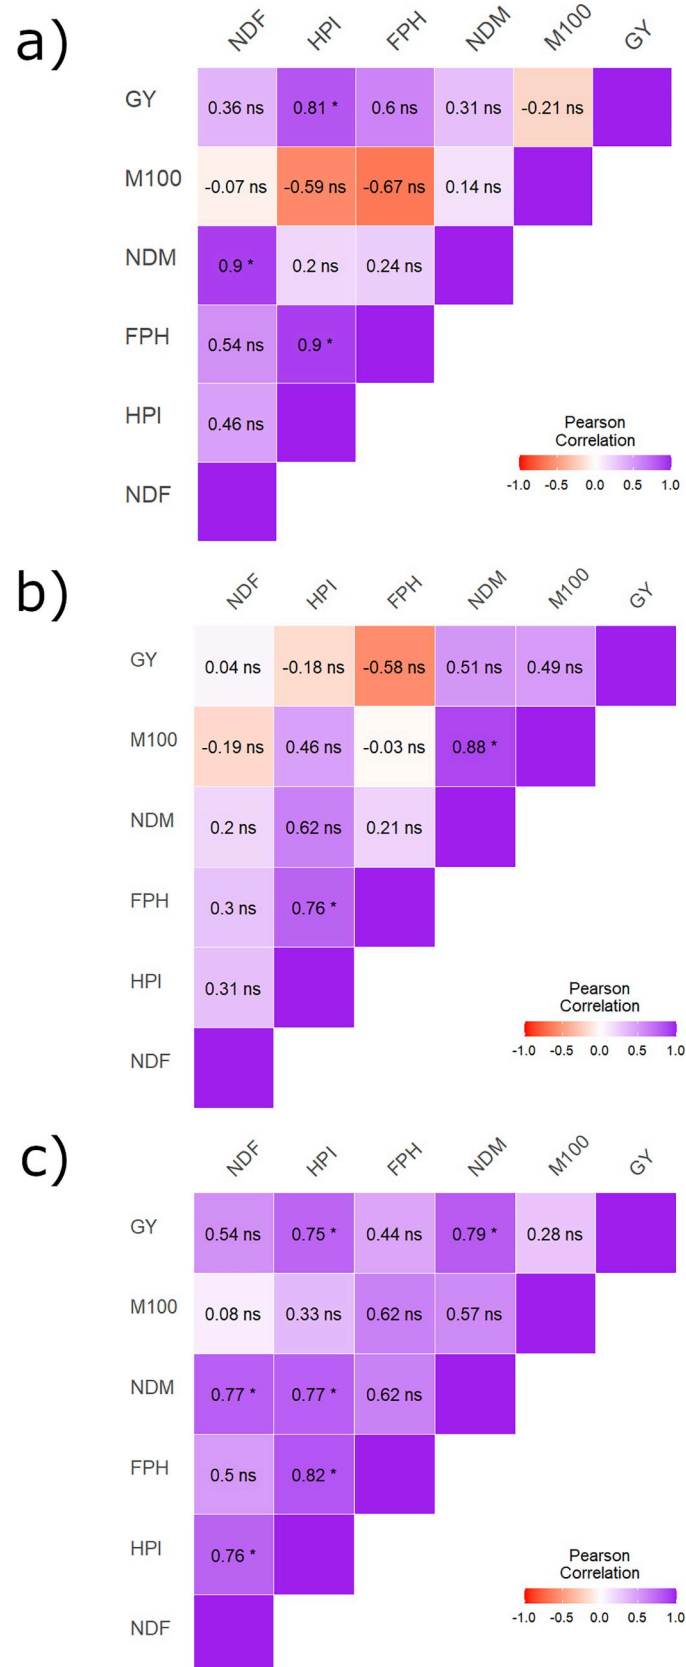 a)
NDF HPI FPH NDM M100 GY
GY 0.36 ns 0.81 * 0.6 ns 0.31 ns -0.21 ns
M100 -0.07 ns -0.59 ns -0.67 ns 0.14 ns
NDM 0.9 * 0.2 ns 0.24 ns
FPH 0.54 ns 0.9 *
HPI 0.46 ns
NDF
Pearson
Correlation
-1.0 -0.5 0.0 0.5 1.0
b)
NDF HPI FPH NDM M100 GY
GY 0.04 ns -0.18 ns -0.58 ns 0.51 ns 0.49 ns
M100 -0.19 ns 0.46 ns -0.03 ns 0.88 *
NDM 0.2 ns 0.62 ns 0.21 ns
FPH 0.3 ns 0.76 *
HPI 0.31 ns
NDF
Pearson
Correlation
-1.0 -0.5 0.0 0.5 1.0
c)
NDF HPI FPH NDM M100 GY
GY 0.54 ns 0.75 * 0.44 ns 0.79 * 0.28 ns
M100 0.08 ns 0.33 ns 0.62 ns 0.57 ns
NDM 0.77 * 0.77 * 0.62 ns
FPH 0.5 ns 0.82 *
HPI 0.76 *
NDF
Pearson
Correlation
-1.0 -0.5 0.0 0.5 1.0